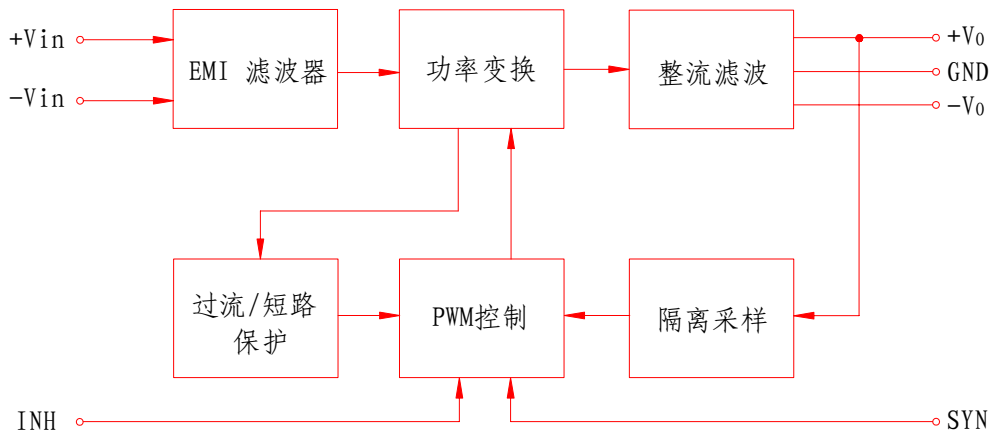 +Vin
-Vin
EMI 滤波器
功率变换
整流滤波
+V₀
GND
-V₀
过流/短路
保护
PWM控制
隔离采样
INH
SYN